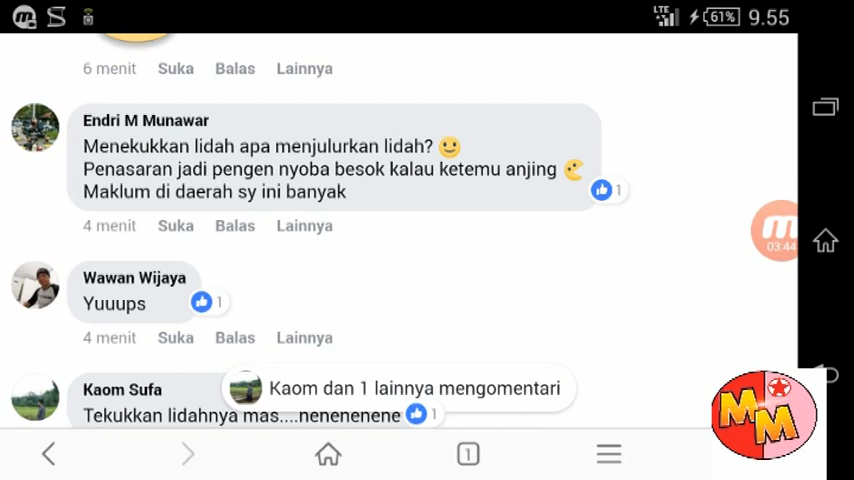 LTE 61% 9.55
6 menit Suka Balas Lainnya
Endri M Munawar
Menekukkan lidah apa menjulurkan lidah?
Penasaran jadi pengen nyoba besok kalau ketemu anjing
Maklum di daerah sy ini banyak
1
4 menit Suka Balas Lainnya
03:44
Wawan Wijaya
Yuuups
1
4 menit Suka Balas Lainnya
Kaom Sufa
Kaom dan 1 lainnya mengomentari
Tekukkan lidahnya mas....hehehehehe
1
MM
1